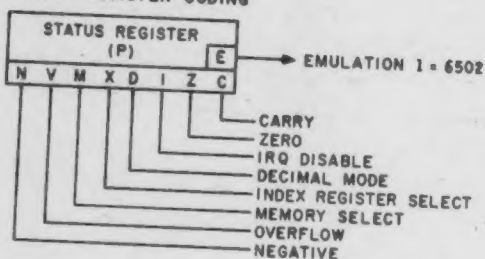 STATUS REGISTER
(P)
E
EMULATION 1 = 6502
N V M X D I Z C
CARRY
ZERO
IRQ DISABLE
DECIMAL MODE
INDEX REGISTER SELECT
MEMORY SELECT
OVERFLOW
NEGATIVE